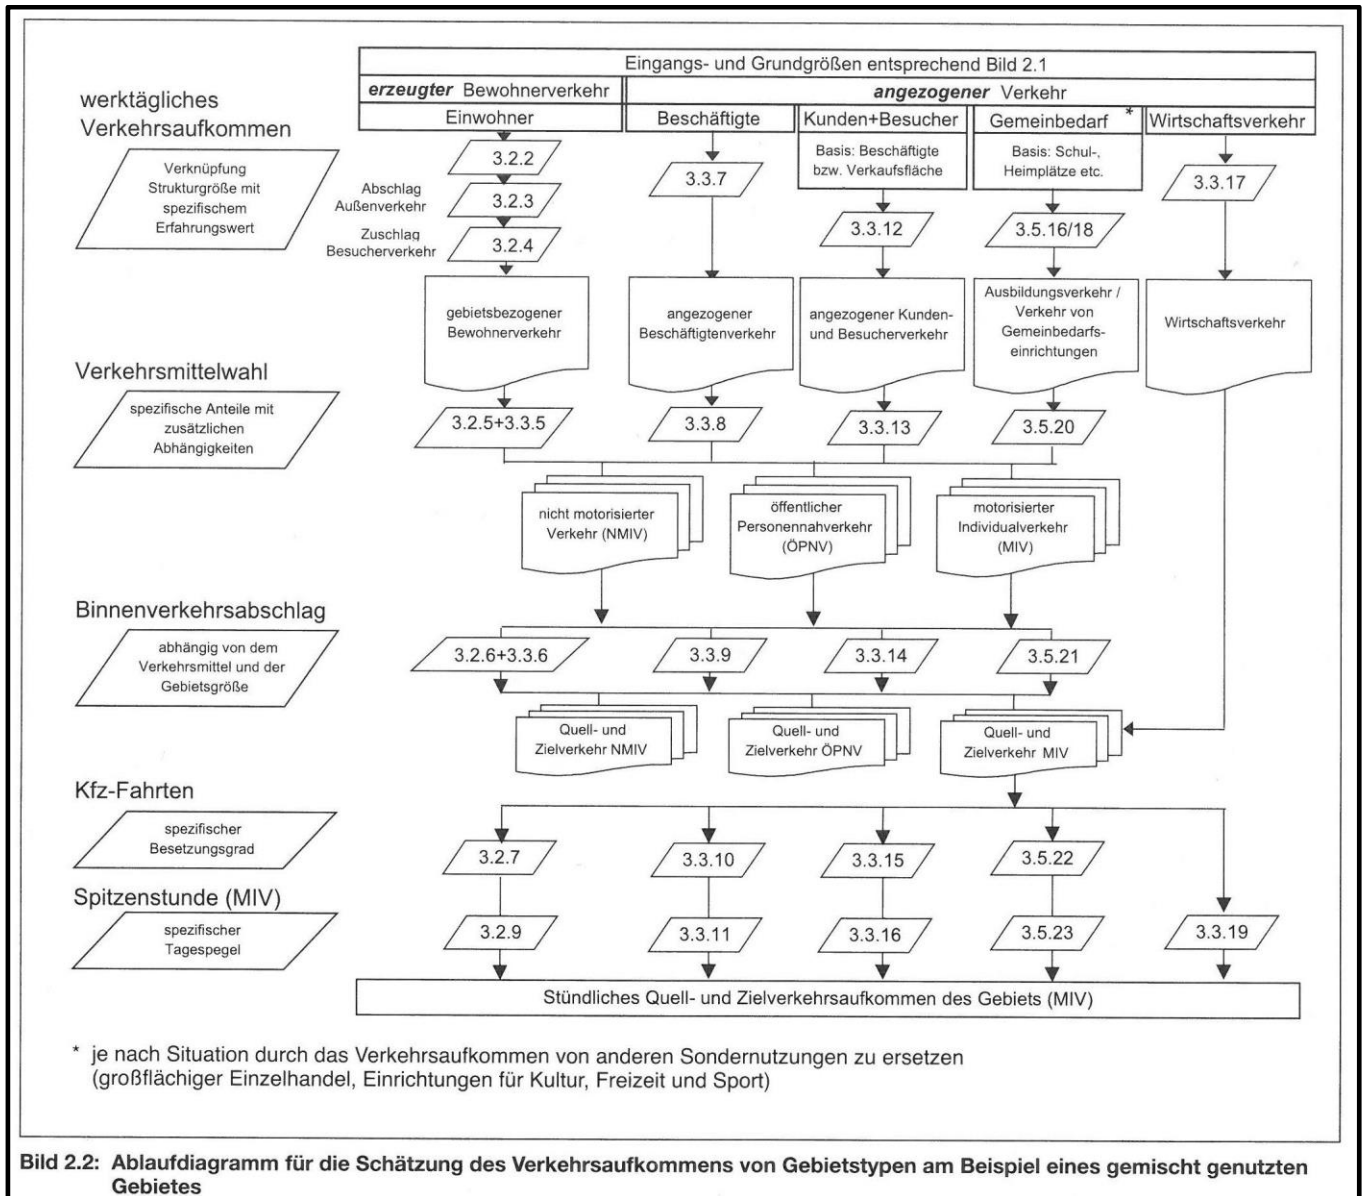 Eingangs- und Grundgrößen entsprechend Bild 2.1
erzeugter Bewohnerverkehr
angezogener Verkehr
werktägliches
Verkehrsaufkommen
Einwohner
Beschäftigte
Kunden+Besucher
Gemeinbedarf *
Wirtschaftsverkehr
Verknüpfung
Strukturgröße mit
spezifischem
Erfahrungswert
3.2.2
Abschlag
Außenverkehr
3.2.3
Zuschlag
Besucherverkehr
3.2.4
3.3.7
Basis: Beschäftigte
bzw. Verkaufsfläche
3.3.12
Basis: Schul-,
Heimplätze etc.
3.5.16/18
3.3.17
gebietsbezogener
Bewohnerverkehr
angezogener
Beschäftigtenverkehr
angezogener Kunden-
und Besucherverkehr
Ausbildungsverkehr /
Verkehr von
Gemeinbedarfs-
einrichtungen
Wirtschaftsverkehr
Verkehrsmittelwahl
spezifische Anteile mit
zusätzlichen
Abhängigkeiten
3.2.5+3.3.5
3.3.8
3.3.13
3.5.20
nicht motorisierter
Verkehr (NMIV)
öffentlicher
Personennahverkehr
(ÖPNV)
motorisierter
Individualverkehr
(MIV)
Binnenverkehrsabschlag
abhängig von dem
Verkehrsmittel und der
Gebietsgröße
3.2.6+3.3.6
3.3.9
3.3.14
3.5.21
Quell- und
Zielverkehr NMIV
Quell- und
Zielverkehr ÖPNV
Quell- und
Zielverkehr MIV
Kfz-Fahrten
spezifischer
Besetzungsgrad
3.2.7
3.3.10
3.3.15
3.5.22
Spitzenstunde (MIV)
spezifischer
Tagespegel
3.2.9
3.3.11
3.3.16
3.5.23
3.3.19
Stündliches Quell- und Zielverkehrsaufkommen des Gebiets (MIV)
* je nach Situation durch das Verkehrsaufkommen von anderen Sondernutzungen zu ersetzen
(großflächiger Einzelhandel, Einrichtungen für Kultur, Freizeit und Sport)
Bild 2.2: Ablaufdiagramm für die Schätzung des Verkehrsaufkommens von Gebietstypen am Beispiel eines gemischt genutzten
Gebietes